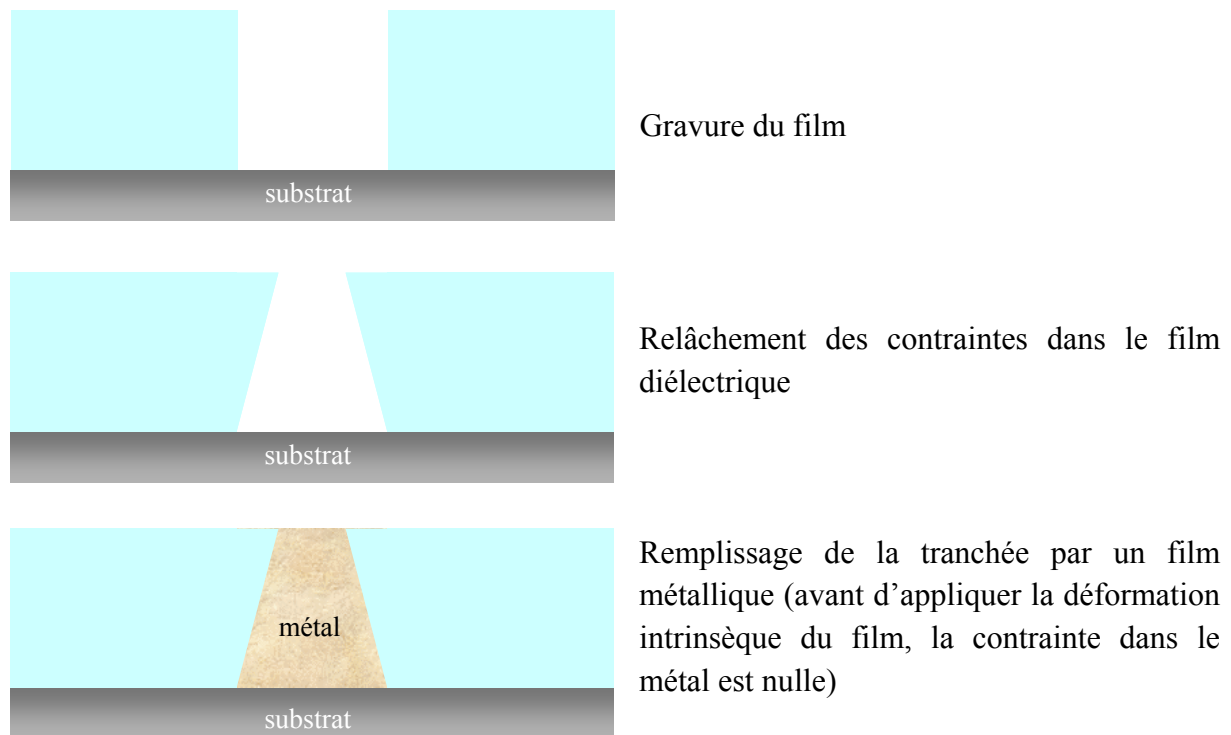 Gravure du film
substrat
Relâchement des contraintes dans le film
diélectrique
substrat
Remplissage de la tranchée par un film
métallique (avant d’appliquer la déformation
intrinsèque du film, la contrainte dans le
métal est nulle)
métal
substrat